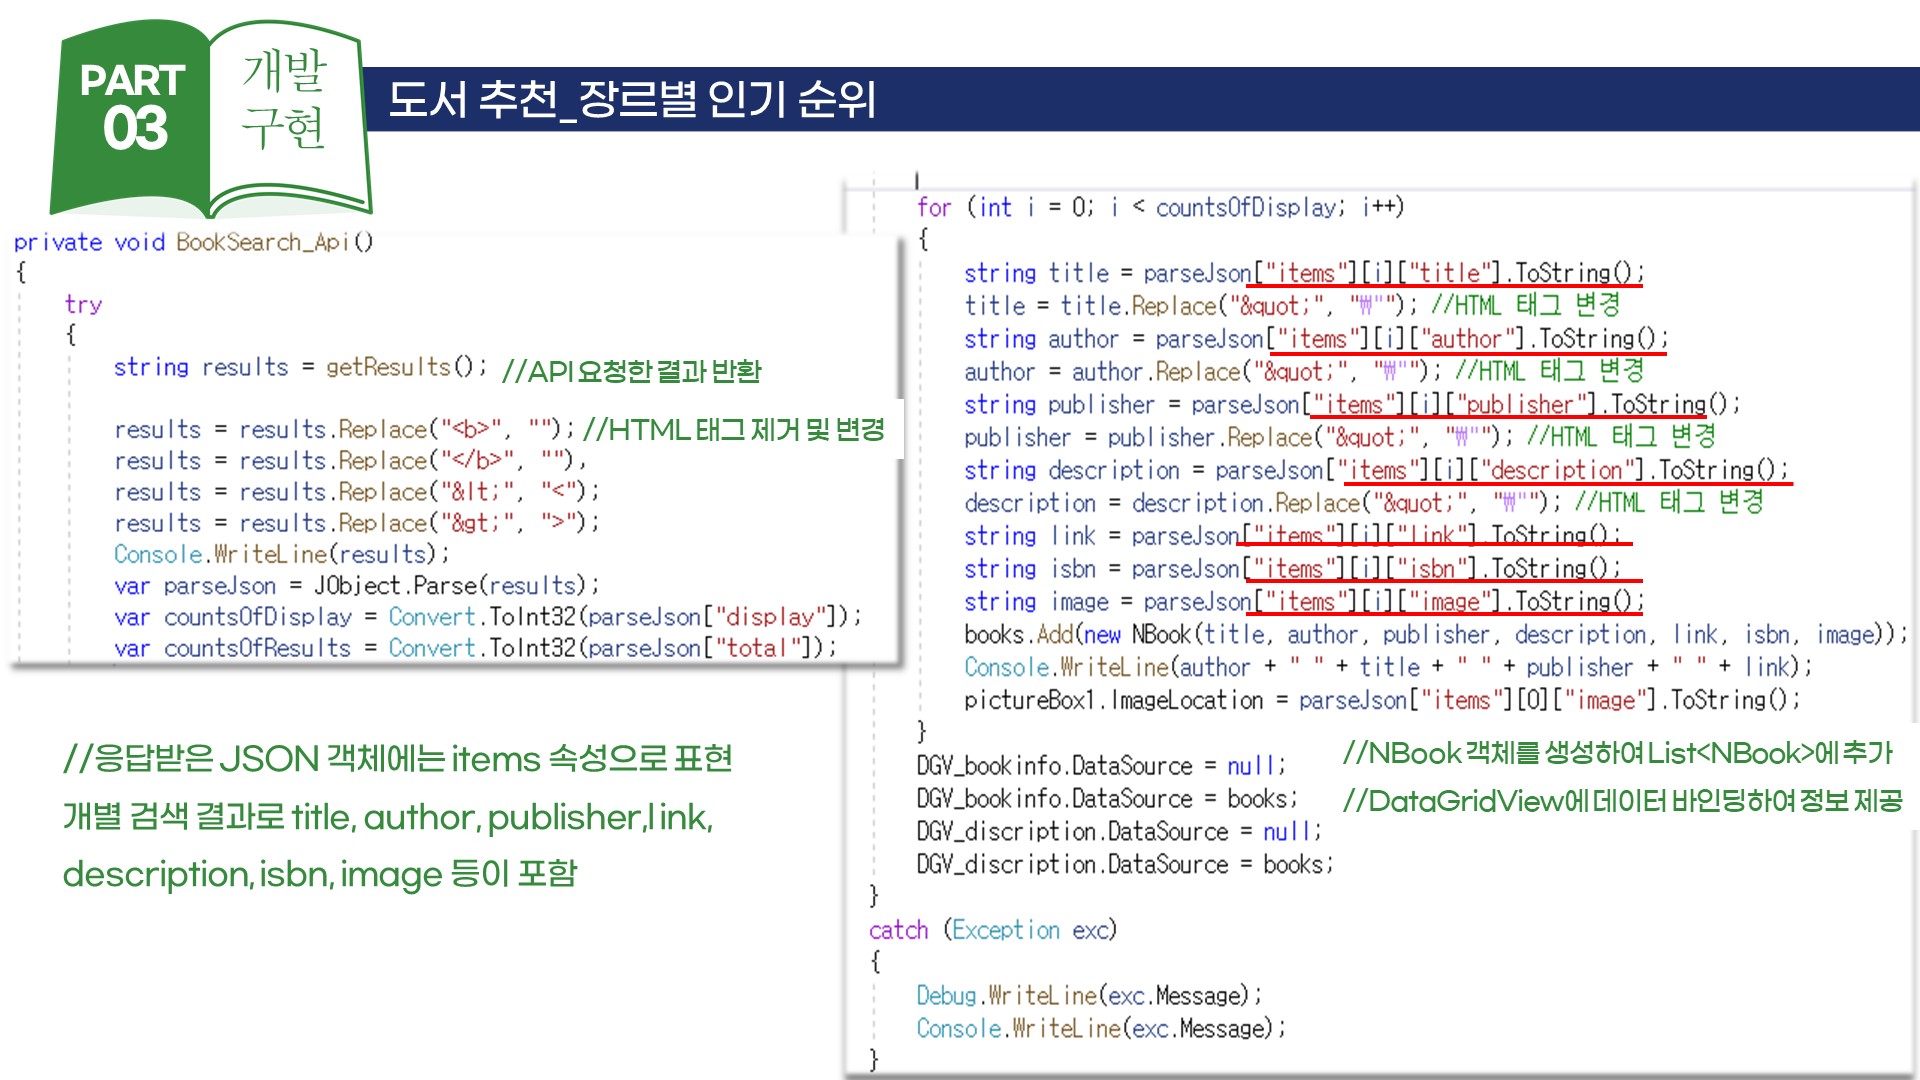 PART
03
개발
구현
도서 추천_장르별 인기 순위
private void BookSearch_Api()
{
try
{
string results = getResults(); //API 요청한 결과 반환
results = results.Replace("<b>", ""); //HTML 태그 제거 및 변경
results = results.Replace("</b>", "");
results = results.Replace("&lt;", "<");
results = results.Replace("&gt;", ">");
Console.WriteLine(results);
var parseJson = JObject.Parse(results);
var countsOfDisplay = Convert.ToInt32(parseJson["display"]);
var countsOfResults = Convert.ToInt32(parseJson["total"]);
//응답받은 JSON 객체에는 items 속성으로 표현
개별 검색 결과로 title, author, publisher,link,
description, isbn, image 등이 포함
for (int i = 0; i < countsOfDisplay; i++)
{
string title = parseJson["items"][i]["title"].ToString();
title = title.Replace("&quot;", "₩""); //HTML 태그 변경
string author = parseJson["items"][i]["author"].ToString();
author = author.Replace("&quot;", "₩""); //HTML 태그 변경
string publisher = parseJson["items"][i]["publisher"].ToString();
publisher = publisher.Replace("&quot;", "₩""); //HTML 태그 변경
string description = parseJson["items"][i]["description"].ToString();
description = description.Replace("&quot;", "₩""); //HTML 태그 변경
string link = parseJson["items"][i]["link"].ToString();
string isbn = parseJson["items"][i]["isbn"].ToString();
string image = parseJson["items"][i]["image"].ToString();
books.Add(new NBook(title, author, publisher, description, link, isbn, image));
Console.WriteLine(author + " " + title + " " + publisher + " " + link);
pictureBox1.ImageLocation = parseJson["items"][0]["image"].ToString();
}
DGV_bookinfo.DataSource = null;
DGV_bookinfo.DataSource = books;
DGV_discription.DataSource = null;
DGV_discription.DataSource = books;
//NBook 객체를 생성하여 List<NBook>에 추가
//DataGridView에 데이터 바인딩하여 정보 제공
}
catch (Exception exc)
{
Debug.WriteLine(exc.Message);
Console.WriteLine(exc.Message);
}